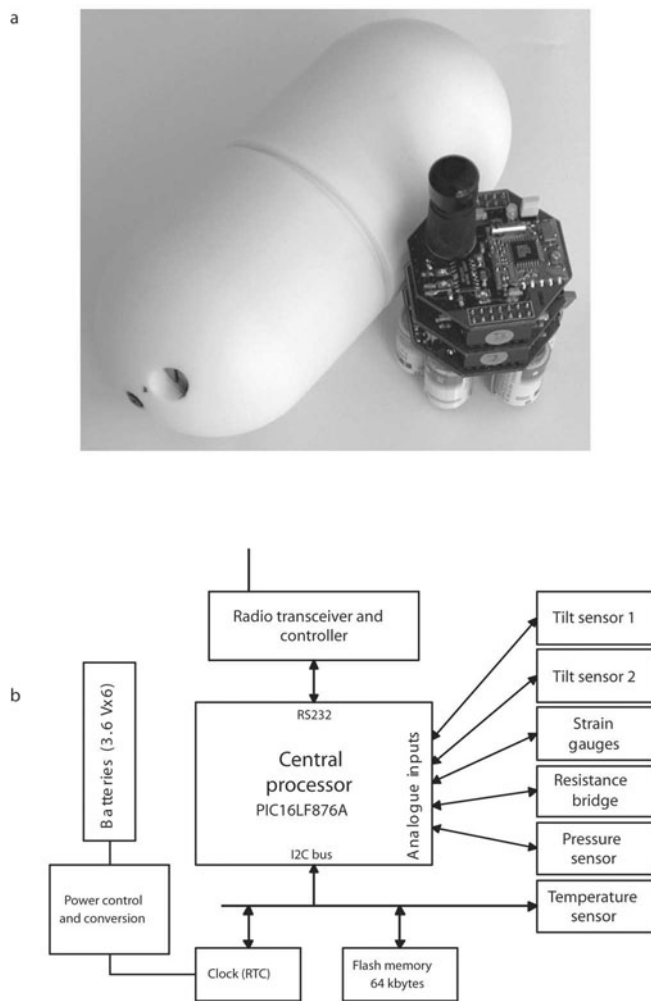 a
b
Radio transceiver and
controller
Batteries (3.6 Vx6)
RS232
Central
processor
PIC16LF876A
Analogue inputs
I2C bus
Power control
and conversion
Clock (RTC)
Flash memory
64 kbytes
Tilt sensor 1
Tilt sensor 2
Strain
gauges
Resistance
bridge
Pressure
sensor
Temperature
sensor